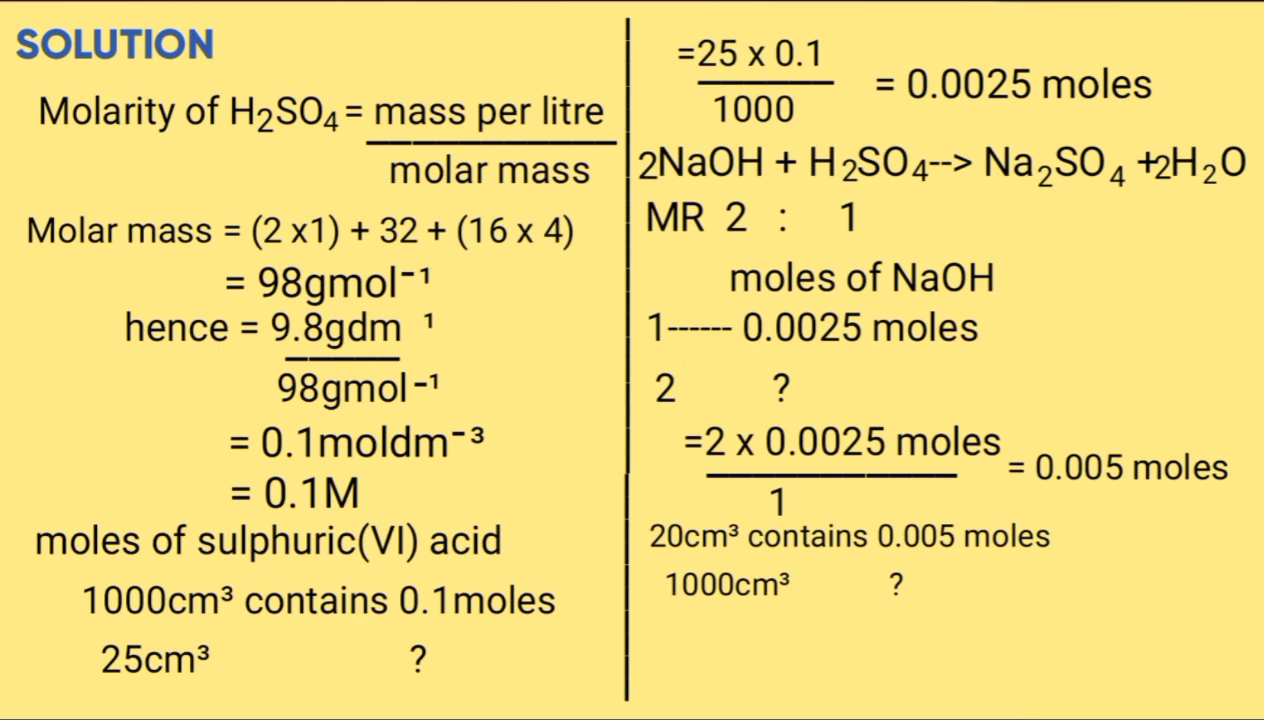 SOLUTION
Molarity of H₂SO₄ = mass per litre
molar mass
Molar mass = (2 x1) + 32 + (16 x 4)
= 98gmol⁻¹
hence = 9.8gdm ¹
98gmol⁻¹
= 0.1moldm⁻³
= 0.1M
moles of sulphuric(VI) acid
1000cm³ contains 0.1moles
25cm³ ?
=25 x 0.1
1000
= 0.0025 moles
2NaOH + H₂SO₄--> Na₂SO₄ +2H₂O
MR 2 : 1
moles of NaOH
1------ 0.0025 moles
2 ?
=2 x 0.0025 moles
1
= 0.005 moles
20cm³ contains 0.005 moles
1000cm³ ?